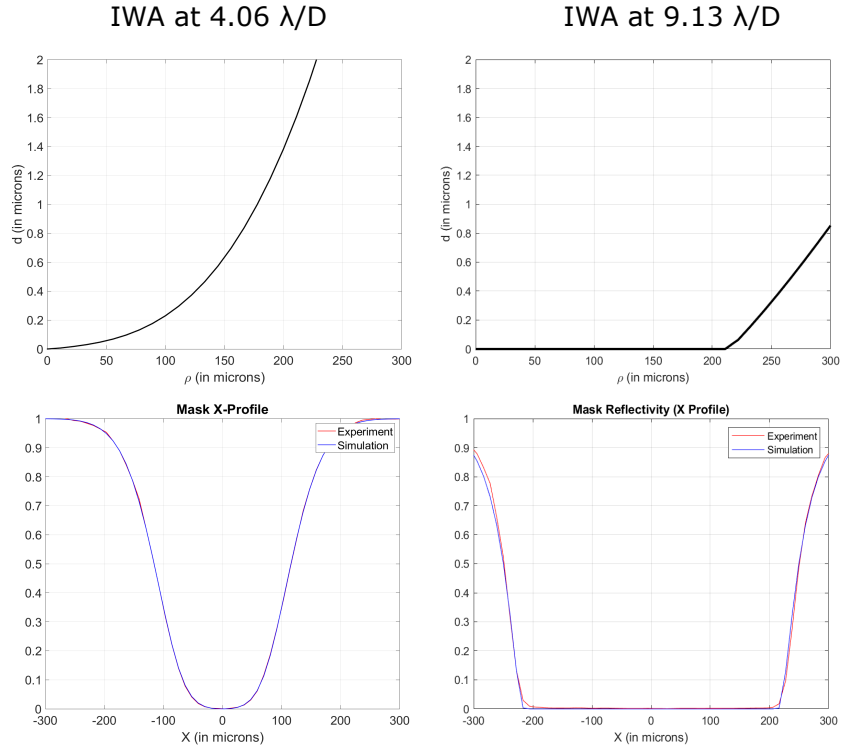 IWA at 4.06 λ/D
IWA at 9.13 λ/D
2
1.8
1.6
1.4
1.2
1
0.8
0.6
0.4
0.2
0
d (in microns)
0 50 100 150 200 250 300
ρ (in microns)
2
1.8
1.6
1.4
1.2
1
0.8
0.6
0.4
0.2
0
d (in microns)
0 50 100 150 200 250 300
ρ (in microns)
Mask X-Profile
1
0.9
0.8
0.7
0.6
0.5
0.4
0.3
0.2
0.1
0
Experiment
Simulation
-300 -200 -100 0 100 200 300
X (in microns)
Mask Reflectivity (X Profile)
1
0.9
0.8
0.7
0.6
0.5
0.4
0.3
0.2
0.1
0
Experiment
Simulation
-300 -200 -100 0 100 200 300
X (in microns)